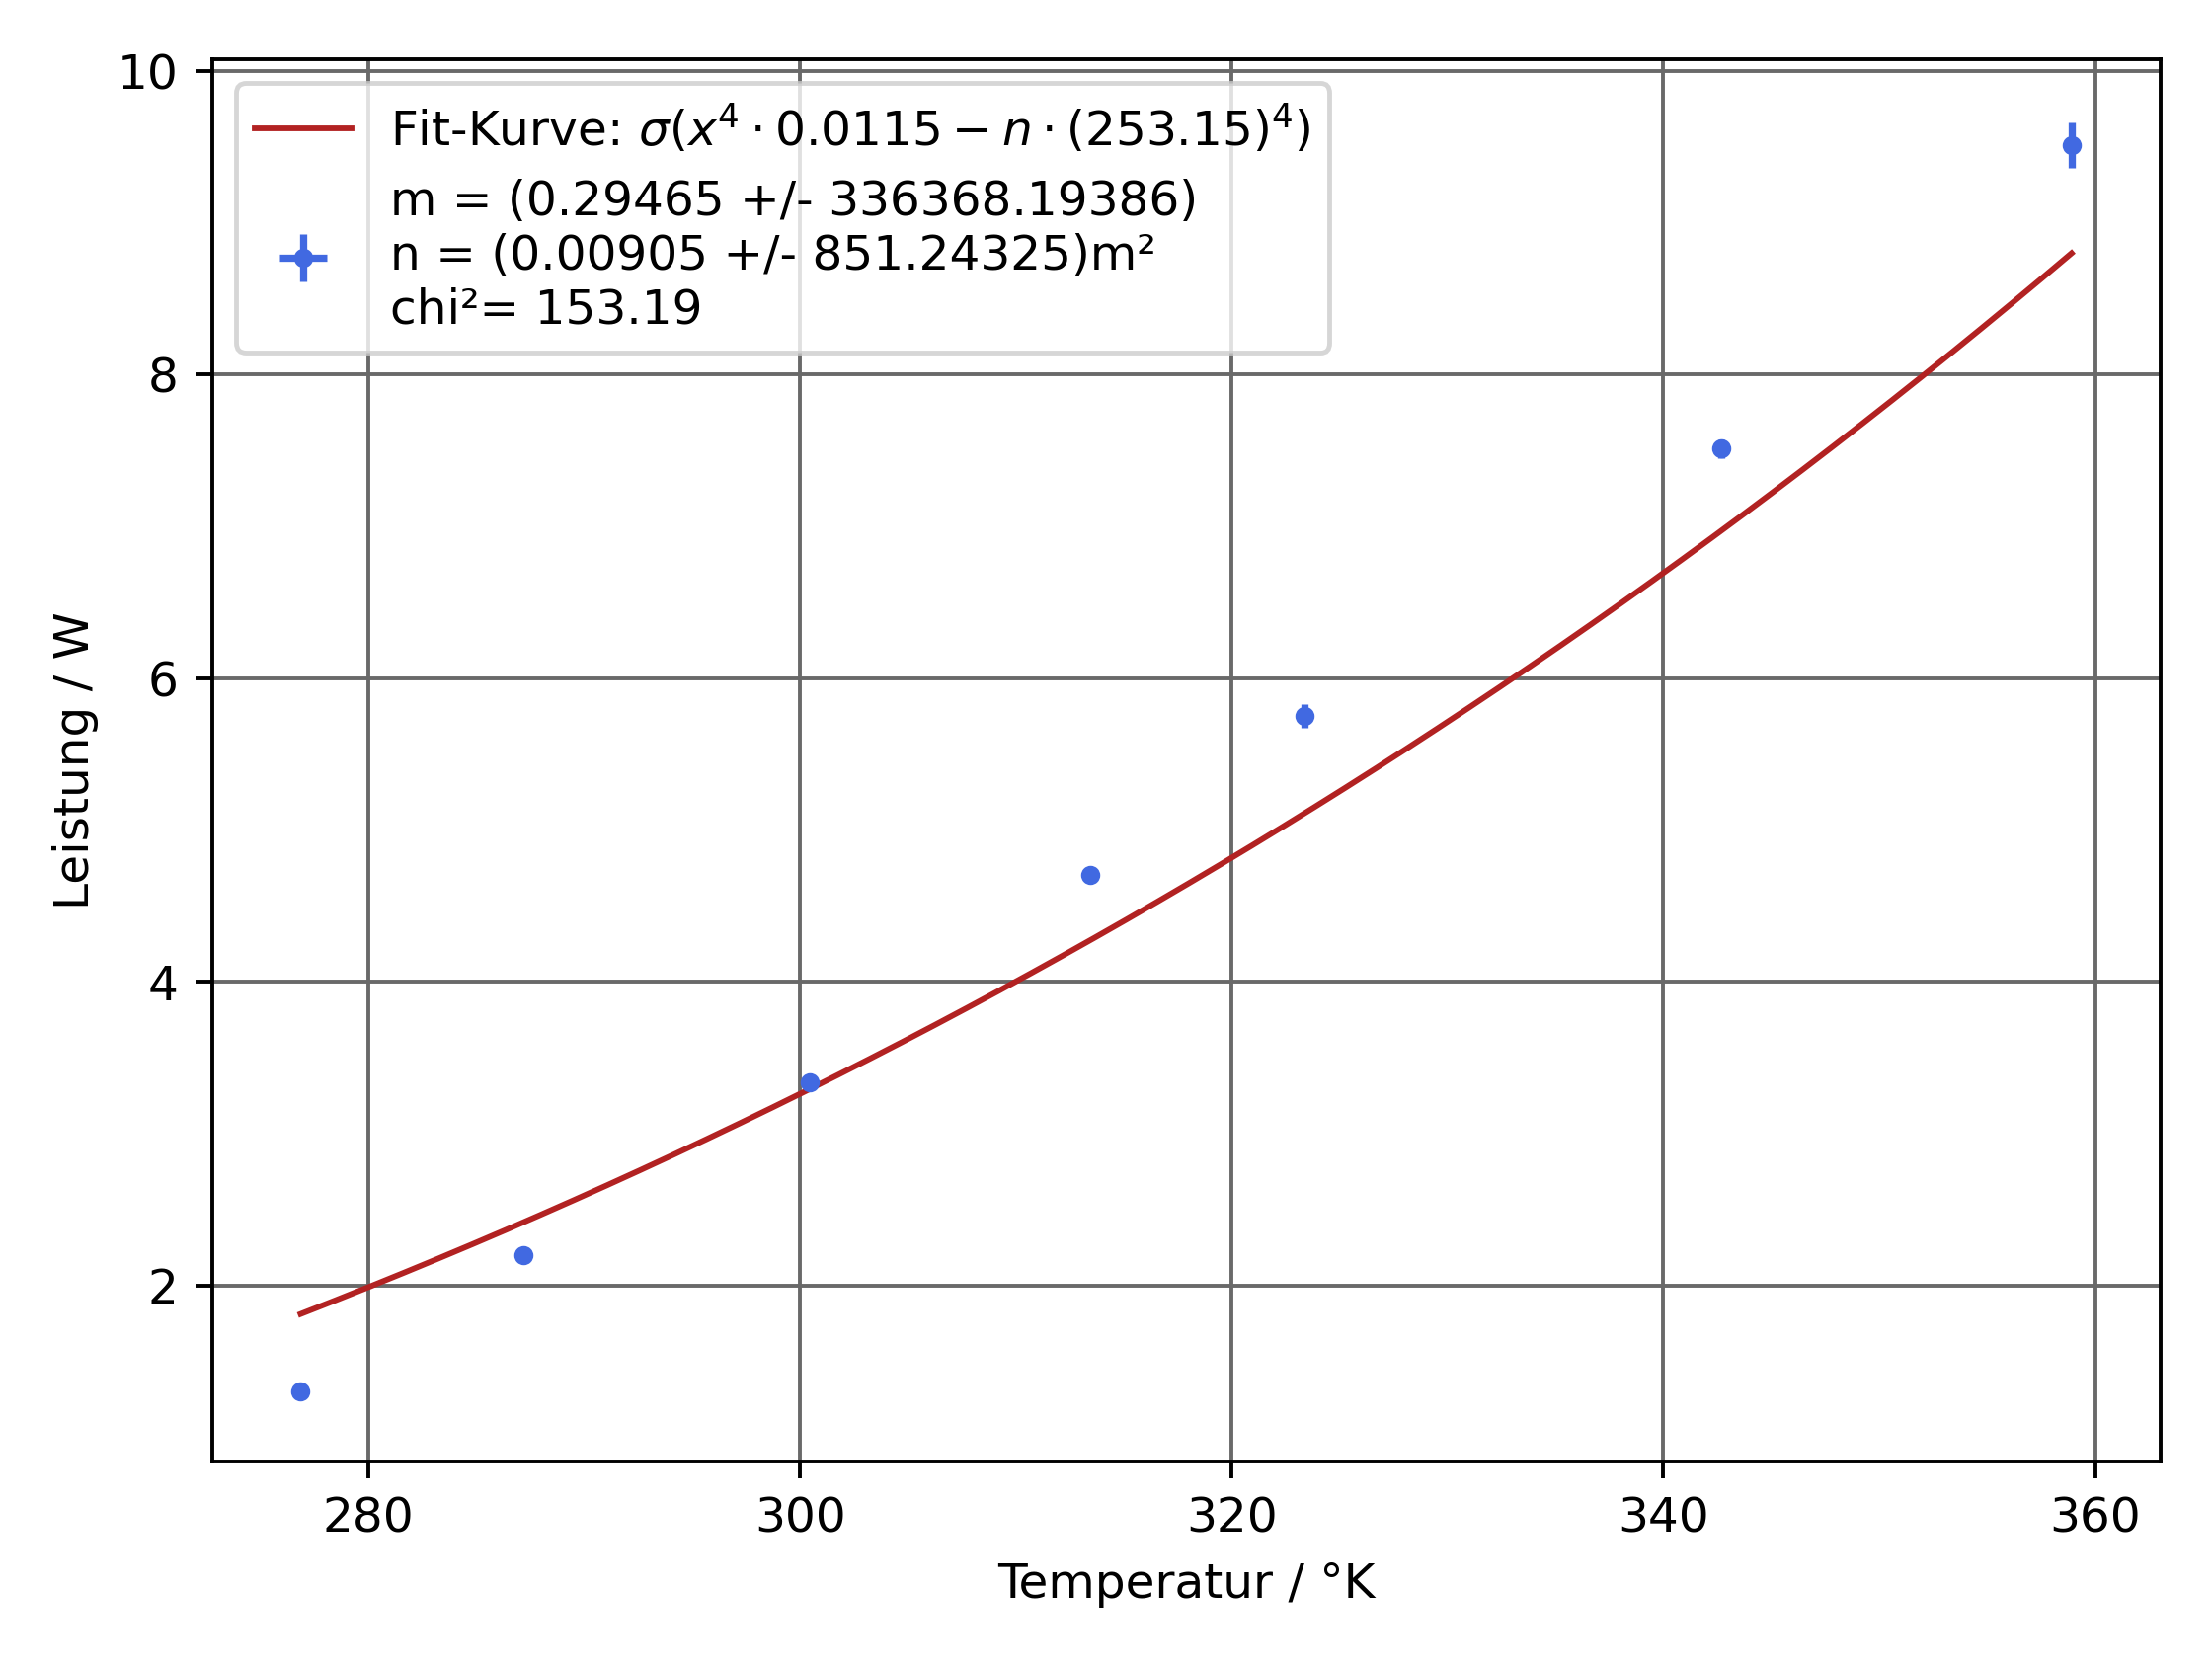 10
8
6
4
2
Leistung / W
Fit-Kurve: σ(x⁴ · 0.0115 − n · (253.15)⁴)
m = (0.29465 +/- 336368.19386)
n = (0.00905 +/- 851.24325)m²
chi²= 153.19
280 300 320 340 360
Temperatur / °K